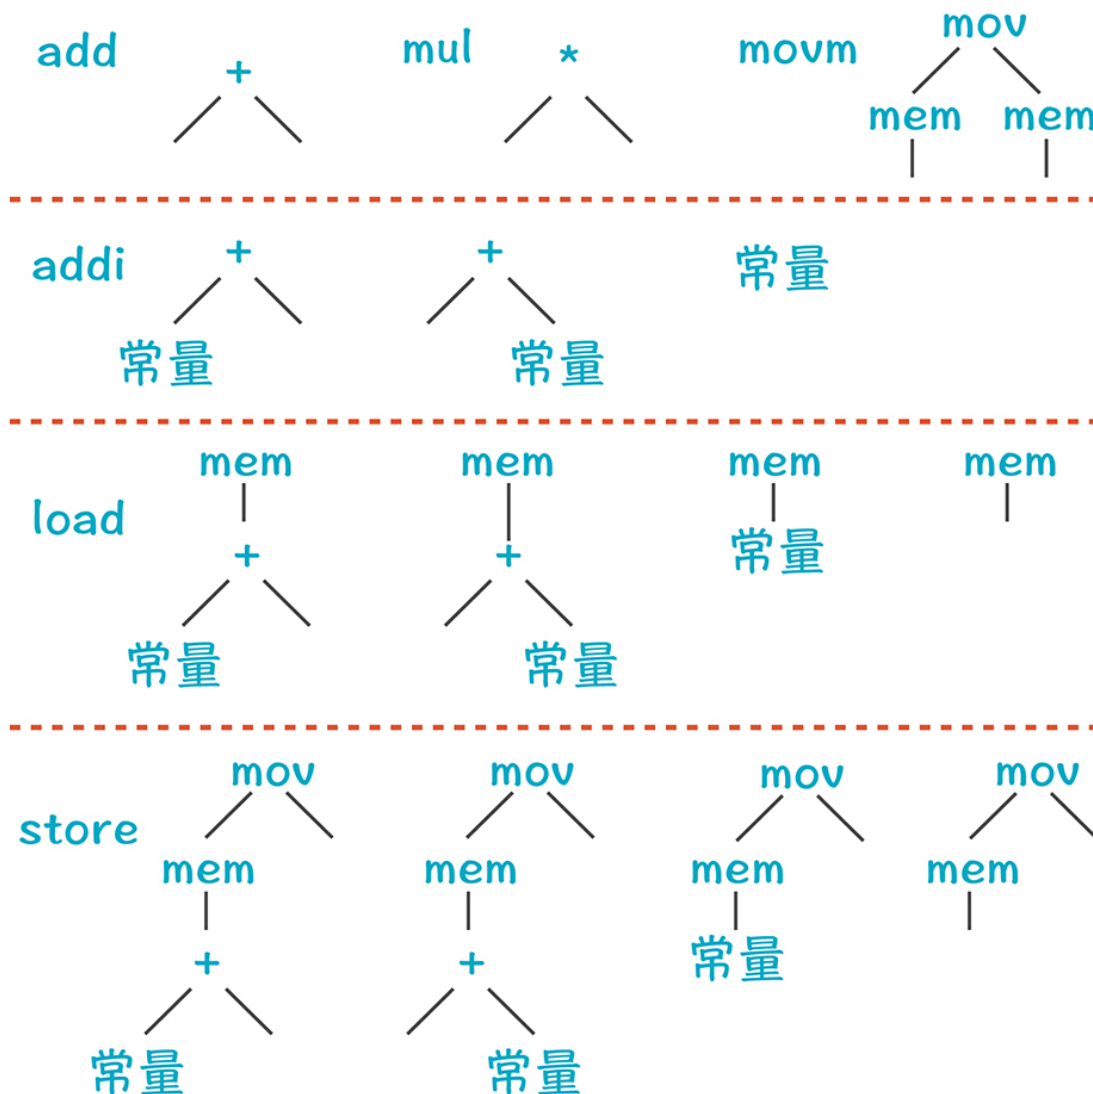 add + mul * movm mov
mem mem
addi + + 常量
常量 常量
mem mem mem mem
load + + 常量
常量 常量
mov mov mov mov
store
mem mem mem mem
+ + 常量
常量 常量